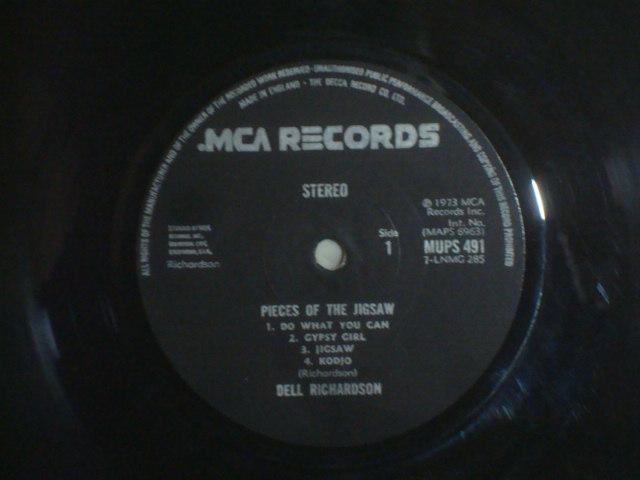 ALL RIGHTS OF THE MANUFACTURER AND OF THE OWNER OF THE RECORDED WORK RESERVED · UNAUTHORISED PUBLIC PERFORMANCE BROADCASTING AND COPYING OF THIS RECORD PROHIBITED
MADE IN ENGLAND · THE DECCA RECORD CO. LTD.
MCA RECORDS
STEREO
℗ 1973 MCA
Records Inc.
Int. No.
(MAPS 6963)
Side
1
MUPS 491
7-LNMG 285
Richardson
PIECES OF THE JIGSAW
1. DO WHAT YOU CAN
2. GYPSY GIRL
3. JIGSAW
4. KODJO
(Richardson)
DELL RICHARDSON